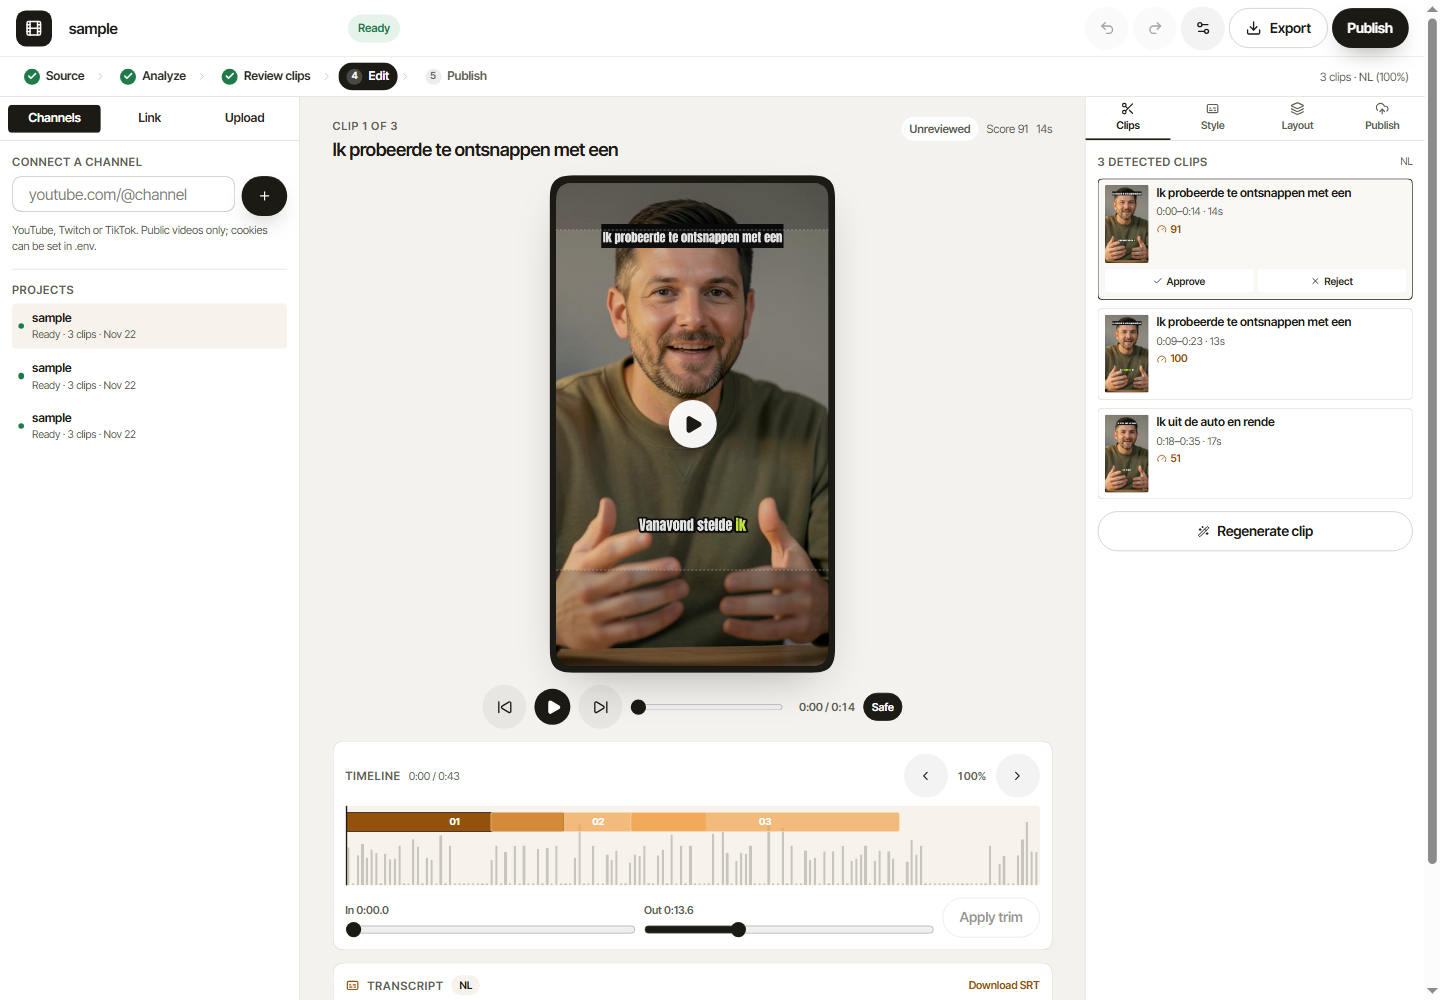 sample
Ready
Export
Publish
Source
Analyze
Review clips
4 Edit
5 Publish
3 clips · NL (100%)
Channels
Link
Upload
CONNECT A CHANNEL
youtube.com/@channel
YouTube, Twitch or TikTok. Public videos only; cookies
can be set in .env.
PROJECTS
sample
Ready · 3 clips · Nov 22
sample
Ready · 3 clips · Nov 22
sample
Ready · 3 clips · Nov 22
CLIP 1 OF 3
Ik probeerde te ontsnappen met een
Unreviewed
Score 91
14s
Ik probeerde te ontsnappen met een
Vanavond stelde ik
0:00 / 0:14
Safe
TIMELINE
0:00 / 0:43
100%
01
02
03
In 0:00.0
Out 0:13.6
Apply trim
TRANSCRIPT
NL
Download SRT
Clips
Style
Layout
Publish
3 DETECTED CLIPS
NL
Ik probeerde te ontsnappen met een
0:00–0:14 · 14s
91
Approve
Reject
Ik probeerde te ontsnappen met een
0:09–0:23 · 13s
100
Ik uit de auto en rende
0:18–0:35 · 17s
51
Regenerate clip